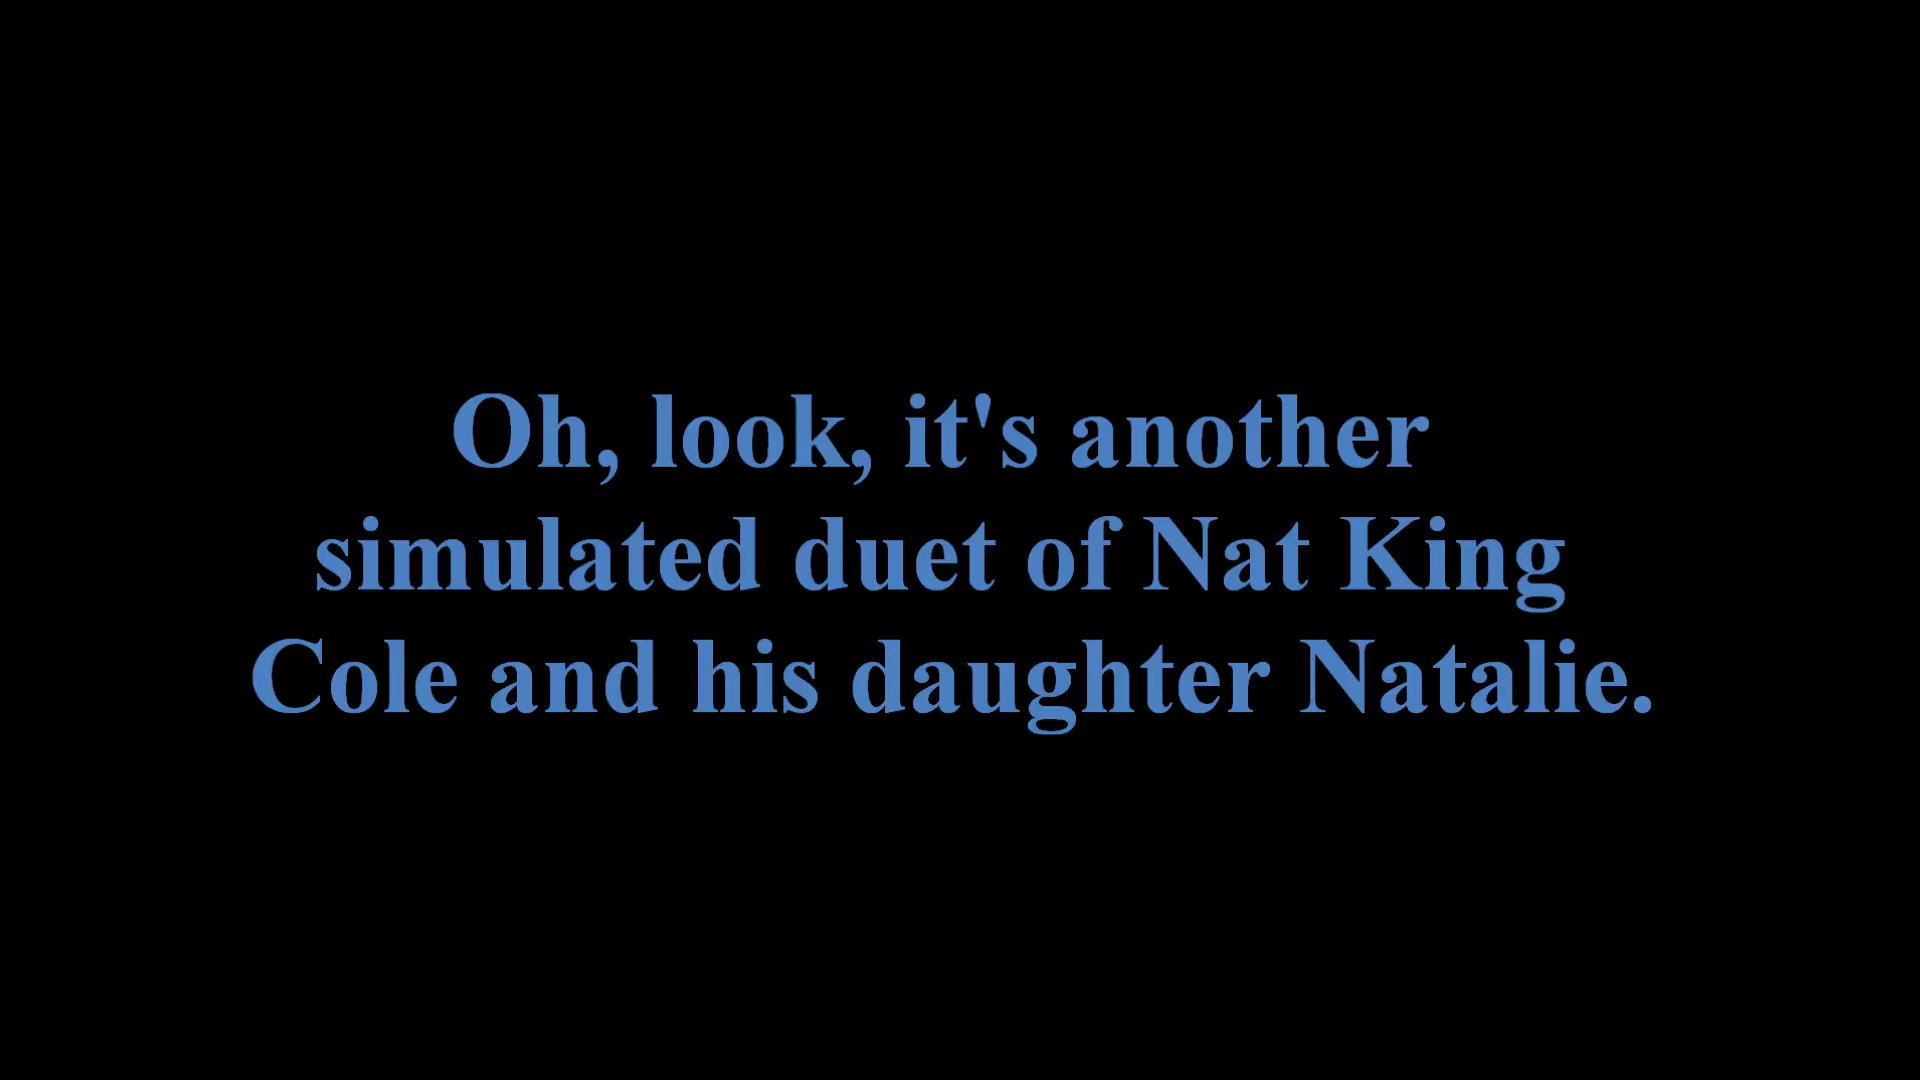 Oh, look, it's another
simulated duet of Nat King
Cole and his daughter Natalie.